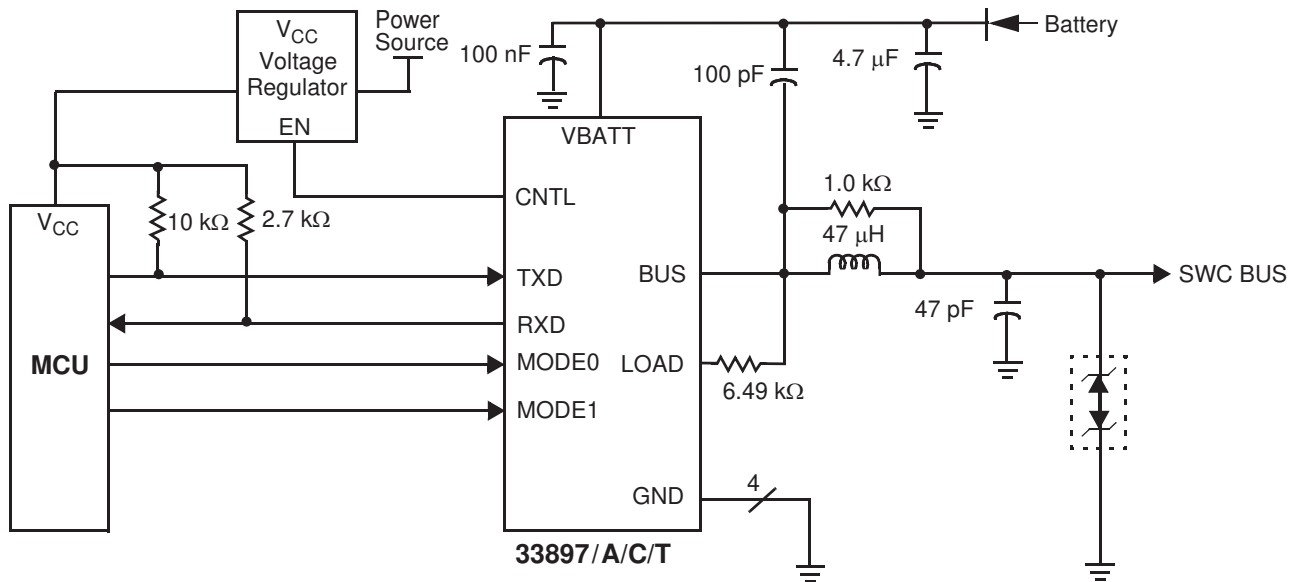 V_CC
Voltage
Regulator
EN
Power
Source
100 nF
100 pF
4.7 μF
Battery
VBATT
CNTL
V_CC
10 kΩ
2.7 kΩ
1.0 kΩ
47 μH
TXD
BUS
SWC BUS
47 pF
RXD
MCU
MODE0
LOAD
6.49 kΩ
MODE1
GND
4
33897/A/C/T